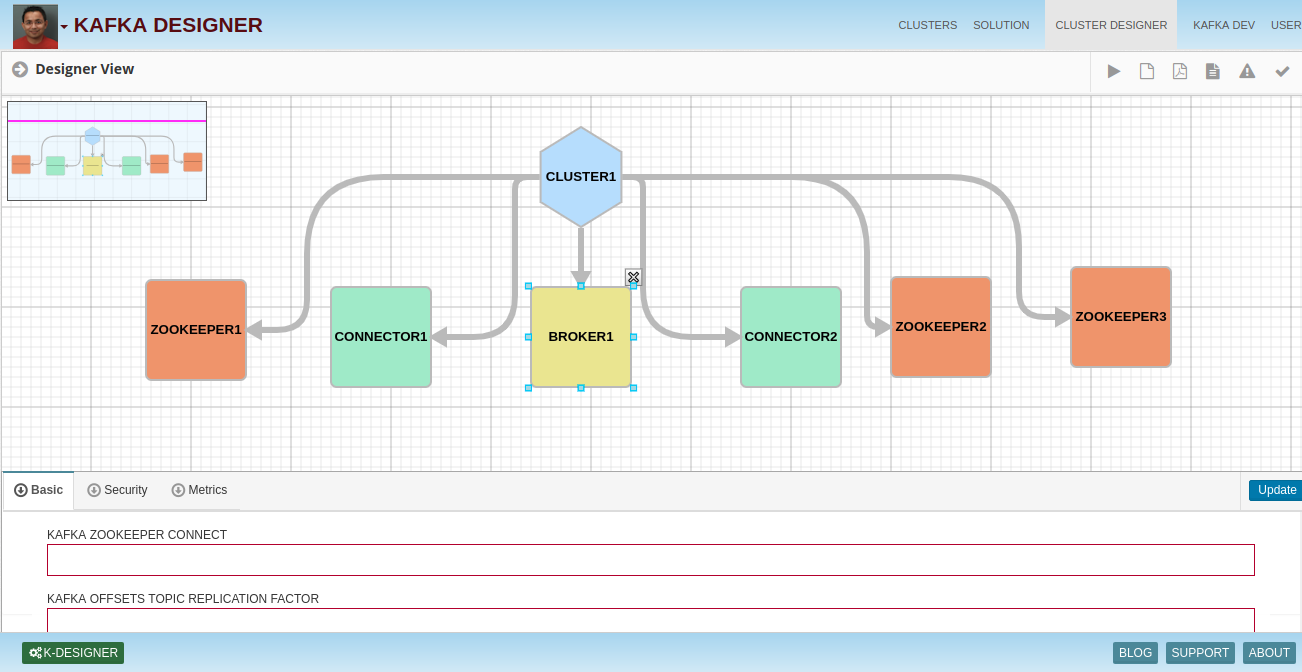 KAFKA DESIGNER
CLUSTERS SOLUTION CLUSTER DESIGNER KAFKA DEV USER
Designer View
CLUSTER1
ZOOKEEPER1 CONNECTOR1 BROKER1 CONNECTOR2 ZOOKEEPER2 ZOOKEEPER3
Basic Security Metrics Update
KAFKA ZOOKEEPER CONNECT
KAFKA OFFSETS TOPIC REPLICATION FACTOR
K-DESIGNER BLOG SUPPORT ABOUT